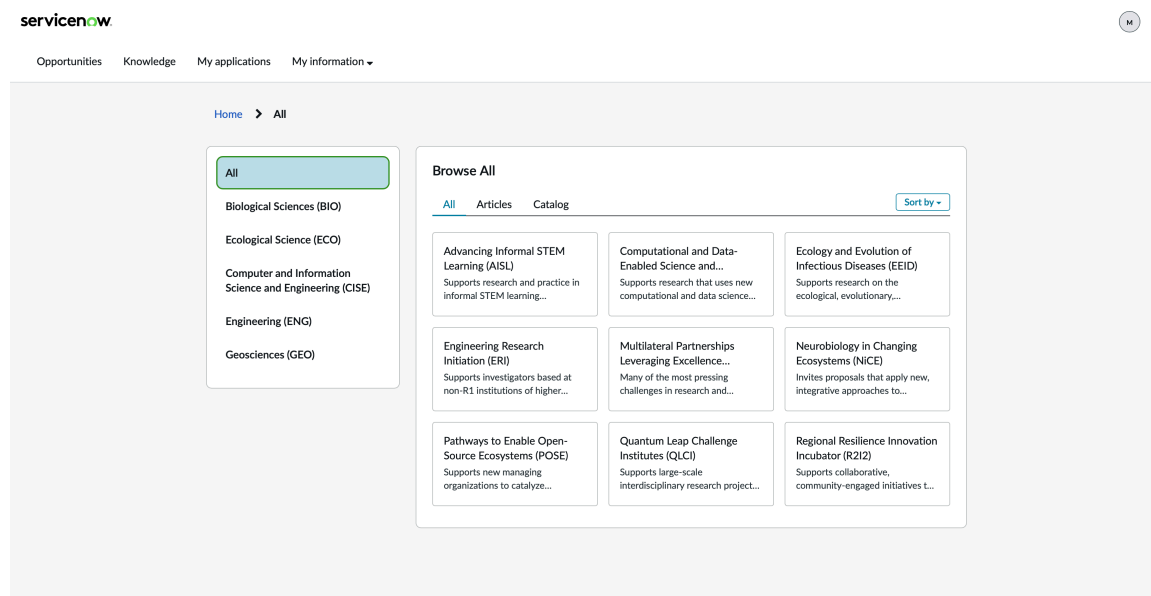 servicenow.
M
Opportunities
Knowledge
My applications
My information
Home
All
All
Biological Sciences (BIO)
Ecological Science (ECO)
Computer and Information
Science and Engineering (CISE)
Engineering (ENG)
Geosciences (GEO)
Browse All
All
Articles
Catalog
Sort by
Advancing Informal STEM
Learning (AISL)
Supports research and practice in
informal STEM learning...
Computational and Data-
Enabled Science and...
Supports research that uses new
computational and data science...
Ecology and Evolution of
Infectious Diseases (EEID)
Supports research on the
ecological, evolutionary,...
Engineering Research
Initiation (ERI)
Supports investigators based at
non-R1 institutions of higher...
Multilateral Partnerships
Leveraging Excellence...
Many of the most pressing
challenges in research and...
Neurobiology in Changing
Ecosystems (NiCE)
Invites proposals that apply new,
integrative approaches to...
Pathways to Enable Open-
Source Ecosystems (POSE)
Supports new managing
organizations to catalyze...
Quantum Leap Challenge
Institutes (QLCI)
Supports large-scale
interdisciplinary research project...
Regional Resilience Innovation
Incubator (R2I2)
Supports collaborative,
community-engaged initiatives t...